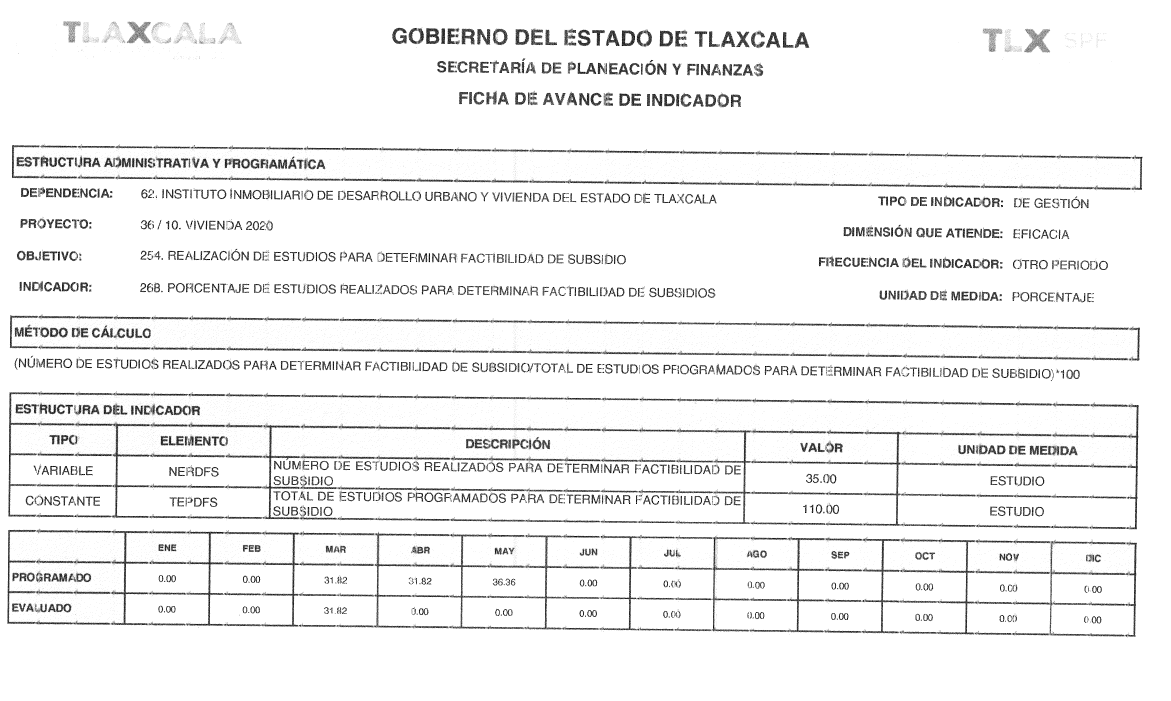 TLAXCALA
GOBIERNO DEL ESTADO DE TLAXCALA
TLX SPF
SECRETARÍA DE PLANEACIÓN Y FINANZAS
FICHA DE AVANCE DE INDICADOR
ESTRUCTURA ADMINISTRATIVA Y PROGRAMÁTICA
DEPENDENCIA: 62. INSTITUTO INMOBILIARIO DE DESARROLLO URBANO Y VIVIENDA DEL ESTADO DE TLAXCALA TIPO DE INDICADOR: DE GESTIÓN
PROYECTO: 36 / 10. VIVIENDA 2020 DIMENSIÓN QUE ATIENDE: EFICACIA
OBJETIVO: 254. REALIZACIÓN DE ESTUDIOS PARA DETERMINAR FACTIBILIDAD DE SUBSIDIO FRECUENCIA DEL INDICADOR: OTRO PERIODO
INDICADOR: 268. PORCENTAJE DE ESTUDIOS REALIZADOS PARA DETERMINAR FACTIBILIDAD DE SUBSIDIOS UNIDAD DE MEDIDA: PORCENTAJE
MÉTODO DE CÁLCULO
(NÚMERO DE ESTUDIOS REALIZADOS PARA DETERMINAR FACTIBILIDAD DE SUBSIDIO/TOTAL DE ESTUDIOS PROGRAMADOS PARA DETERMINAR FACTIBILIDAD DE SUBSIDIO)*100
ESTRUCTURA DEL INDICADOR
TIPO ELEMENTO DESCRIPCIÓN VALOR UNIDAD DE MEDIDA
VARIABLE NERDFS NÚMERO DE ESTUDIOS REALIZADOS PARA DETERMINAR FACTIBILIDAD DE SUBSIDIO 35.00 ESTUDIO
CONSTANTE TEPDFS TOTAL DE ESTUDIOS PROGRAMADOS PARA DETERMINAR FACTIBILIDAD DE SUBSIDIO 110.00 ESTUDIO
ENE FEB MAR ABR MAY JUN JUL AGO SEP OCT NOV DIC
PROGRAMADO 0.00 0.00 31.82 31.82 36.36 0.00 0.00 0.00 0.00 0.00 0.00 0.00
EVALUADO 0.00 0.00 31.82 0.00 0.00 0.00 0.00 0.00 0.00 0.00 0.00 0.00